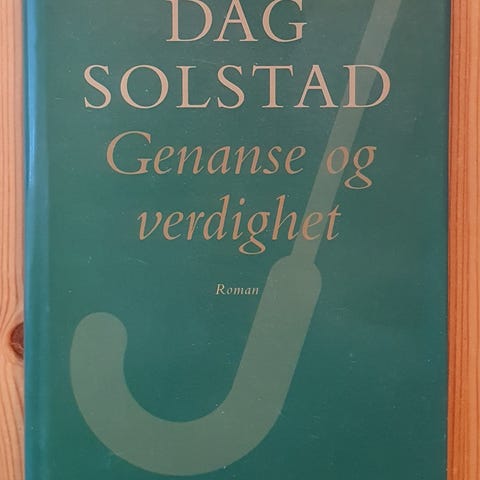 DAG
SOLSTAD
Genanse og
verdighet
Roman